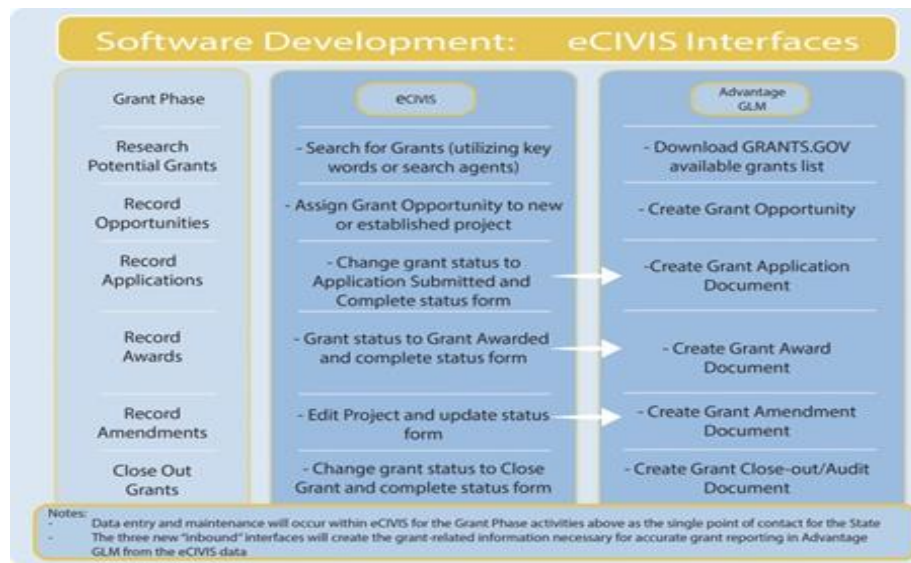 Software Development: eCIVIS Interfaces
Grant Phase
eCIVIS
Advantage
GLM
Research
Potential Grants
- Search for Grants (utilizing key
words or search agents)
- Download GRANTS.GOV
available grants list
Record
Opportunities
- Assign Grant Opportunity to new
or established project
- Create Grant Opportunity
Record
Applications
- Change grant status to
Application Submitted and
Complete status form
-Create Grant Application
Document
Record
Awards
- Grant status to Grant Awarded
and complete status form
- Create Grant Award
Document
Record
Amendments
- Edit Project and update status
form
- Create Grant Amendment
Document
Close Out
Grants
- Change grant status to Close
Grant and complete status form
- Create Grant Close-out/Audit
Document
Notes:
- Data entry and maintenance will occur within eCIVIS for the Grant Phase activities above as the single point of contact for the State
- The three new "inbound" interfaces will create the grant-related information necessary for accurate grant reporting in Advantage
GLM from the eCIVIS data